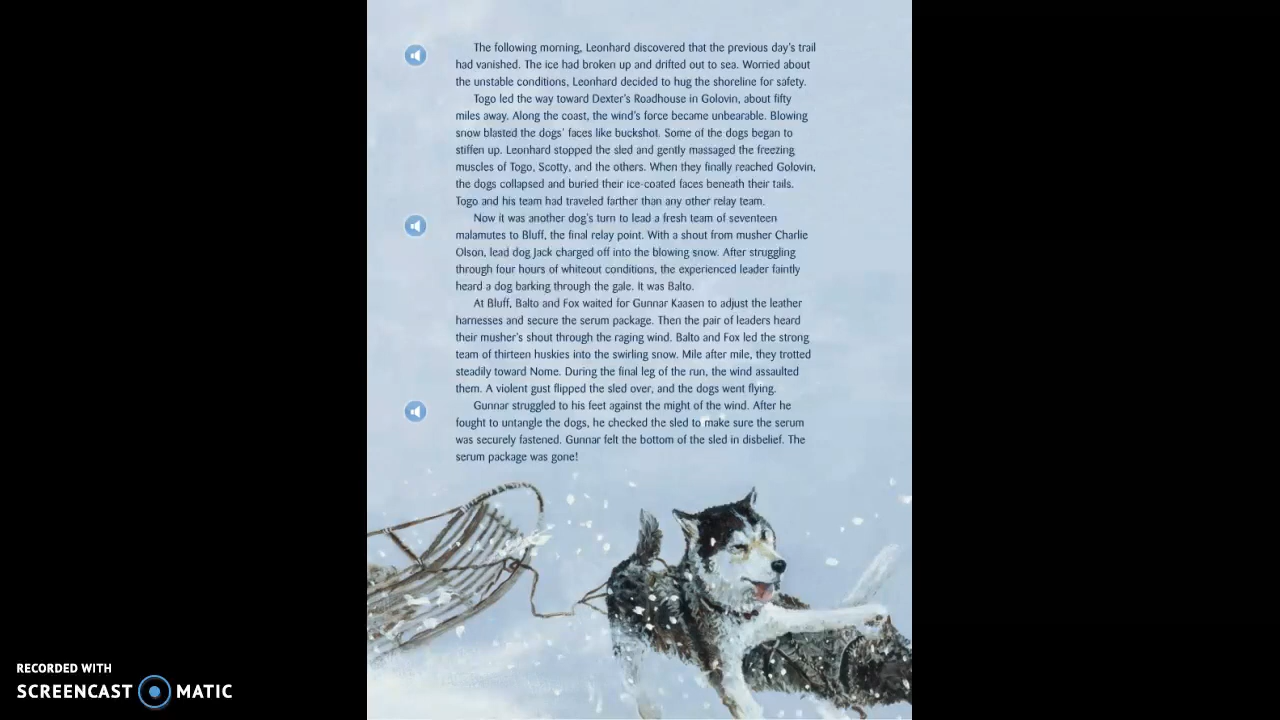 The following morning, Leonhard discovered that the previous day's trail
had vanished. The ice had broken up and drifted out to sea. Worried about
the unstable conditions, Leonhard decided to hug the shoreline for safety.
Togo led the way toward Dexter's Roadhouse in Golovin, about fifty
miles away. Along the coast, the wind's force became unbearable. Blowing
snow blasted the dogs' faces like buckshot. Some of the dogs began to
stiffen up. Leonhard stopped the sled and gently massaged the freezing
muscles of Togo, Scotty, and the others. When they finally reached Golovin,
the dogs collapsed and buried their ice-coated faces beneath their tails.
Togo and his team had traveled farther than any other relay team.
Now it was another dog's turn to lead a fresh team of seventeen
malamutes to Bluff, the final relay point. With a shout from musher Charlie
Olson, lead dog Jack charged off into the blowing snow. After struggling
through four hours of whiteout conditions, the experienced leader faintly
heard a dog barking through the gale. It was Balto.
At Bluff, Balto and Fox waited for Gunnar Kaasen to adjust the leather
harnesses and secure the serum package. Then the pair of leaders heard
their musher's shout through the raging wind. Balto and Fox led the strong
team of thirteen huskies into the swirling snow. Mile after mile, they trotted
steadily toward Nome. During the final leg of the run, the wind assaulted
them. A violent gust flipped the sled over, and the dogs went flying.
Gunnar struggled to his feet against the might of the wind. After he
fought to untangle the dogs, he checked the sled to make sure the serum
was securely fastened. Gunnar felt the bottom of the sled in disbelief. The
serum package was gone!
RECORDED WITH
SCREENCAST MATIC